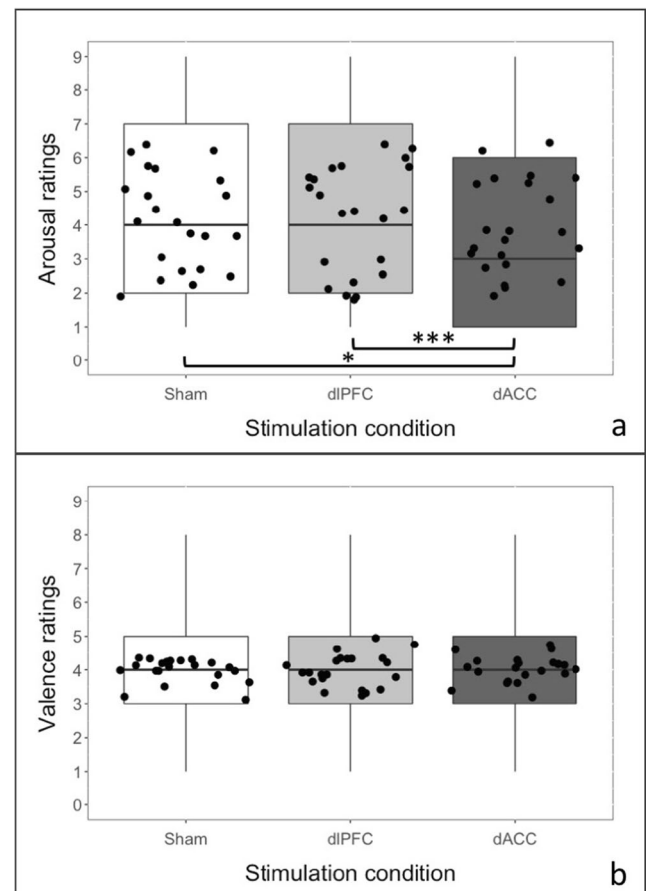 Arousal ratings
9
8
7
6
5
4
3
2
1
0
***
*
Sham dlPFC dACC
Stimulation condition
a
Valence ratings
9
8
7
6
5
4
3
2
1
0
Sham dlPFC dACC
Stimulation condition
b